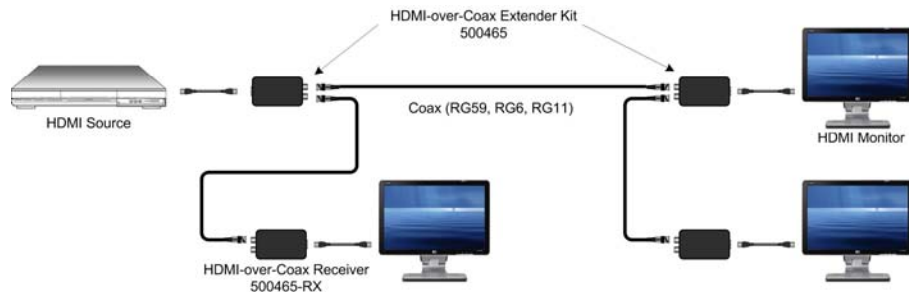 HDMI-over-Coax Extender Kit
500465
HDMI Source
Coax (RG59, RG6, RG11)
HDMI Monitor
HDMI-over-Coax Receiver
500465-RX